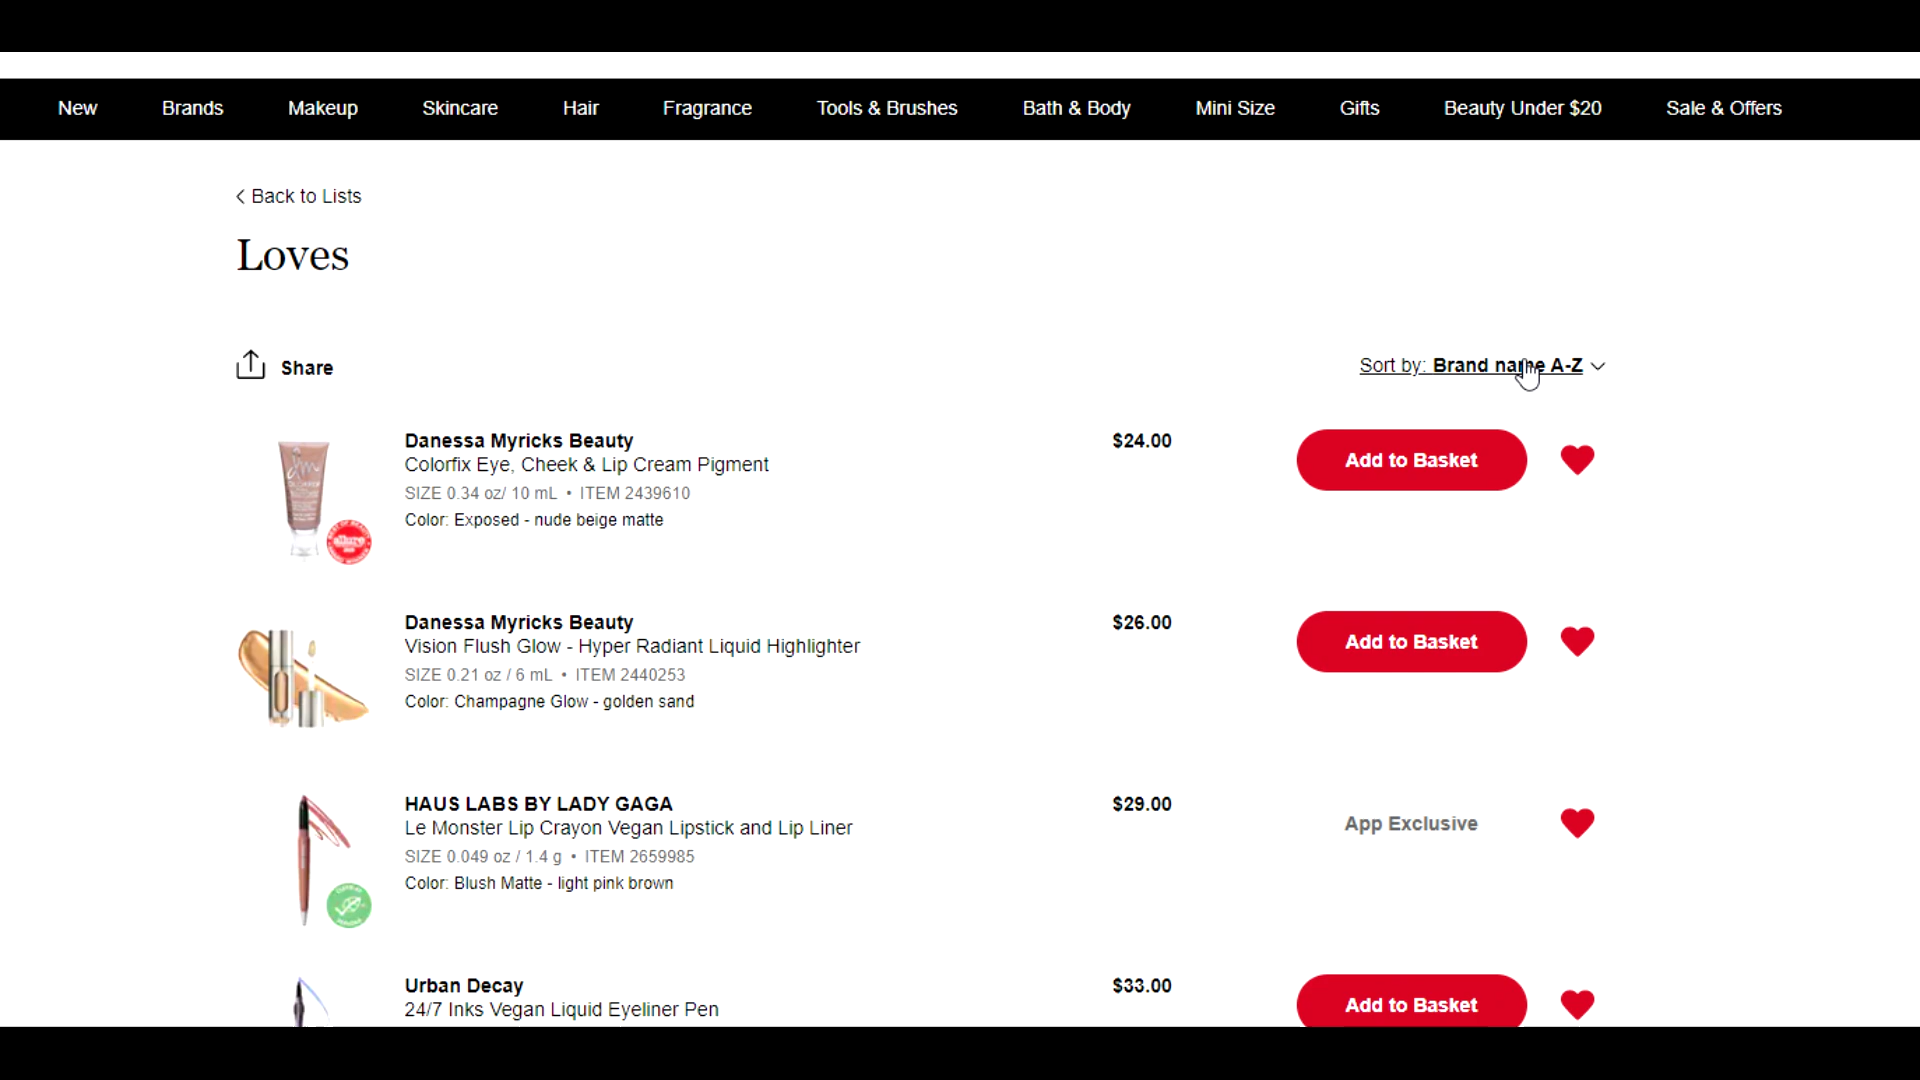 New Brands Makeup Skincare Hair Fragrance Tools & Brushes Bath & Body Mini Size Gifts Beauty Under $20 Sale & Offers
Back to Lists
Loves
Share
Sort by: Brand name A-Z
Danessa Myricks Beauty
$24.00
Add to Basket
Colorfix Eye, Cheek & Lip Cream Pigment
SIZE 0.34 oz/ 10 mL • ITEM 2439610
Color: Exposed - nude beige matte
allure
Danessa Myricks Beauty
$26.00
Add to Basket
Vision Flush Glow - Hyper Radiant Liquid Highlighter
SIZE 0.21 oz / 6 mL • ITEM 2440253
Color: Champagne Glow - golden sand
HAUS LABS BY LADY GAGA
$29.00
App Exclusive
Le Monster Lip Crayon Vegan Lipstick and Lip Liner
SIZE 0.049 oz / 1.4 g • ITEM 2659985
Color: Blush Matte - light pink brown
Urban Decay
$33.00
Add to Basket
24/7 Inks Vegan Liquid Eyeliner Pen